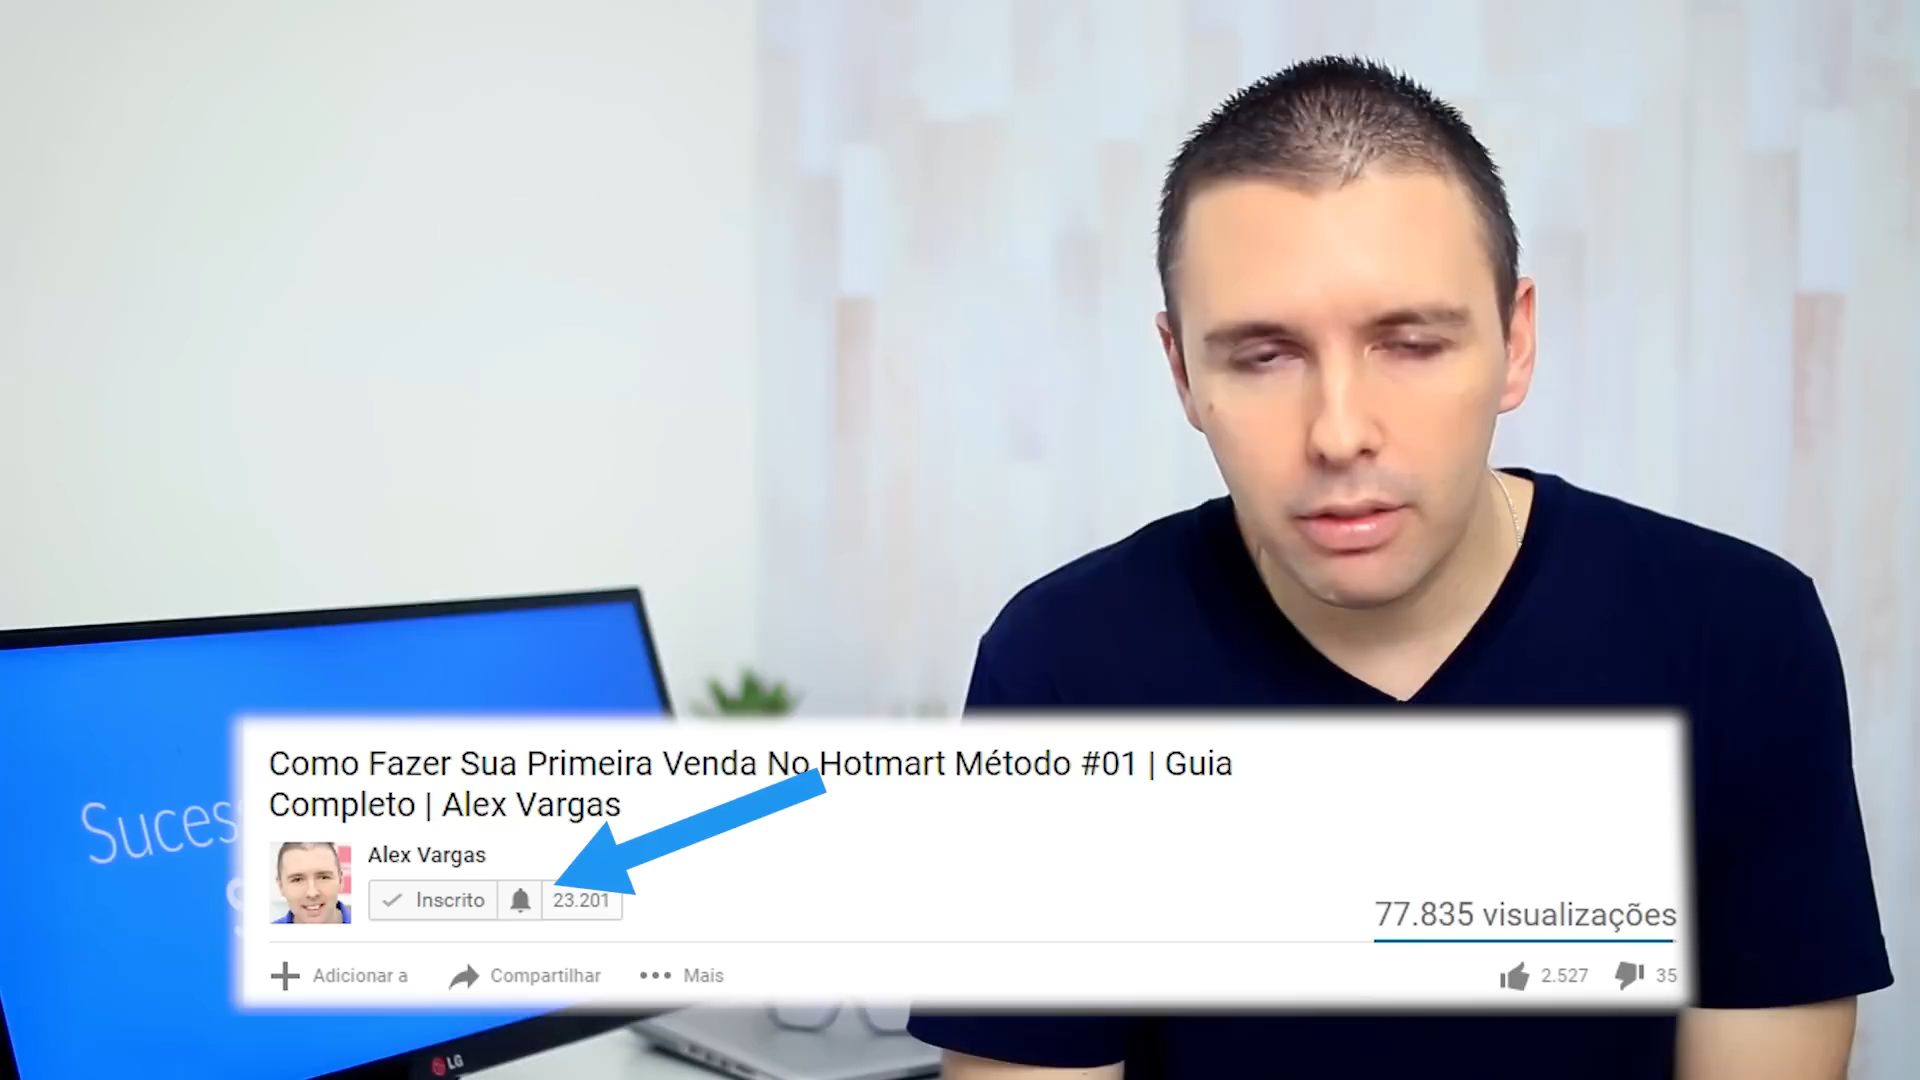 Suces
Como Fazer Sua Primeira Venda No Hotmart Método #01 | Guia
Completo | Alex Vargas
Alex Vargas
Inscrito
23.201
77.835 visualizações
Adicionar a
Compartilhar
Mais
2.527
35
LG